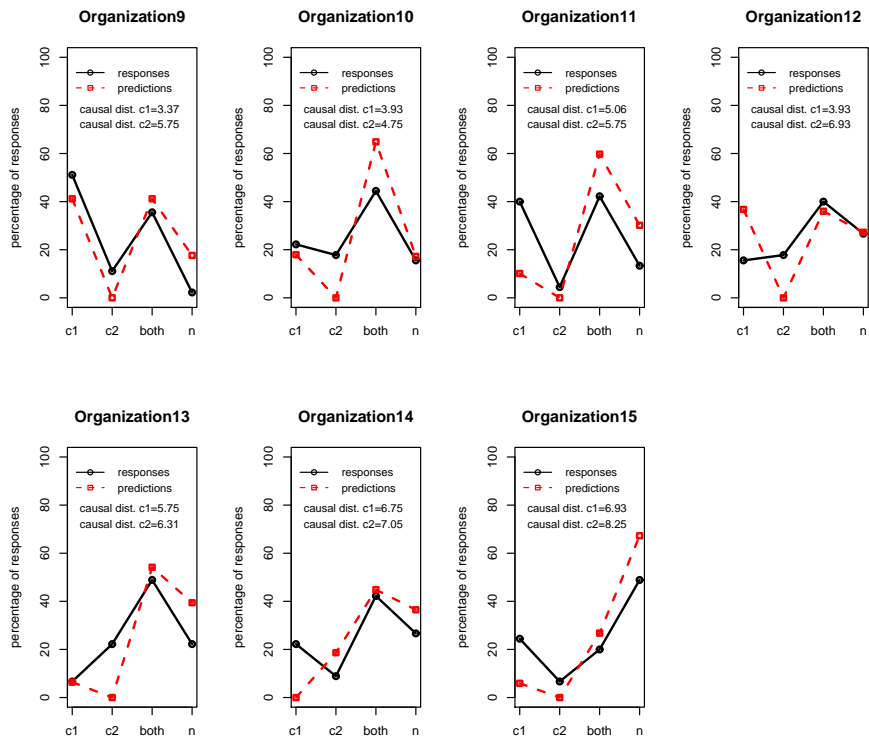 Organization9
percentage of responses
100
80
60
40
20
0
responses
predictions
causal dist. c1=3.37
causal dist. c2=5.75
c1 c2 both n
Organization10
percentage of responses
100
80
60
40
20
0
responses
predictions
causal dist. c1=3.93
causal dist. c2=4.75
c1 c2 both n
Organization11
percentage of responses
100
80
60
40
20
0
responses
predictions
causal dist. c1=5.06
causal dist. c2=5.75
c1 c2 both n
Organization12
percentage of responses
100
80
60
40
20
0
responses
predictions
causal dist. c1=3.93
causal dist. c2=6.93
c1 c2 both n
Organization13
percentage of responses
100
80
60
40
20
0
responses
predictions
causal dist. c1=5.75
causal dist. c2=6.31
c1 c2 both n
Organization14
percentage of responses
100
80
60
40
20
0
responses
predictions
causal dist. c1=6.75
causal dist. c2=7.05
c1 c2 both n
Organization15
percentage of responses
100
80
60
40
20
0
responses
predictions
causal dist. c1=6.93
causal dist. c2=8.25
c1 c2 both n